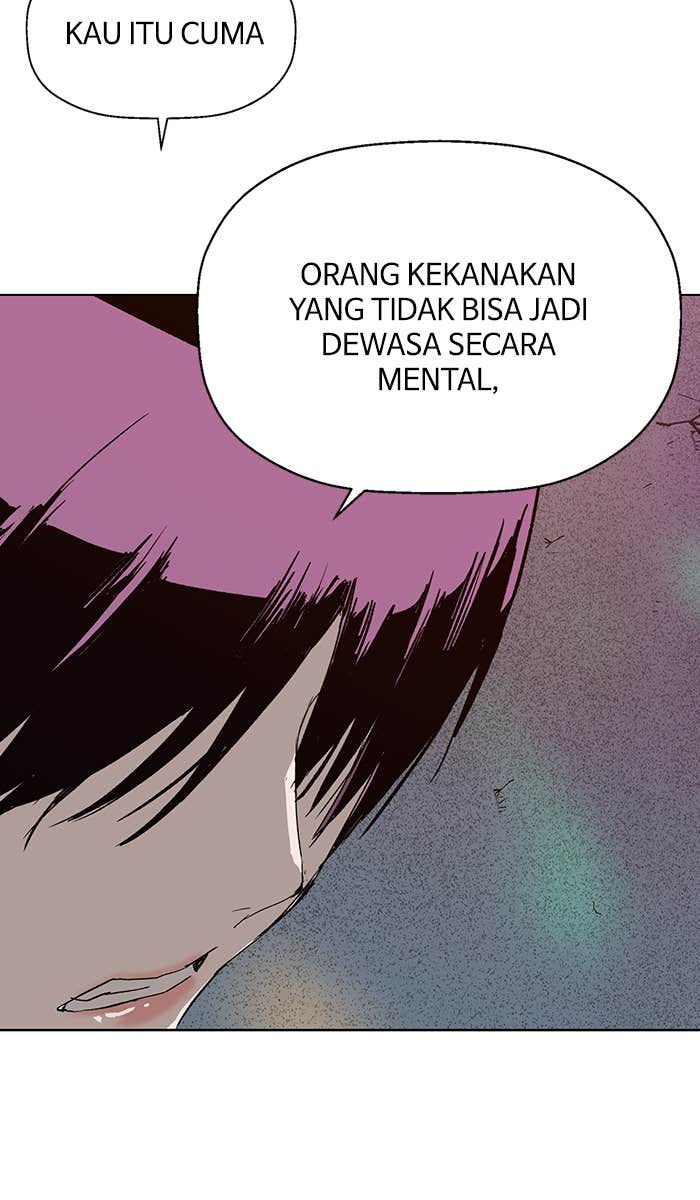 KAU ITU CUMA
ORANG KEKANAKAN
YANG TIDAK BISA JADI
DEWASA SECARA
MENTAL,